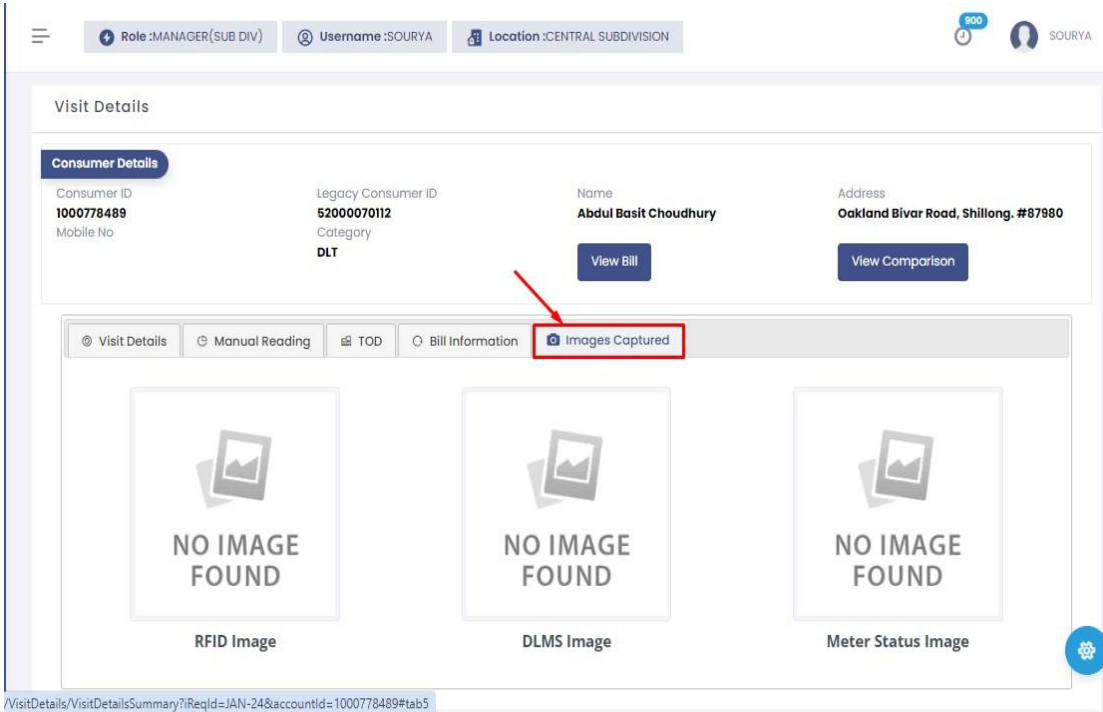 900
Role :MANAGER(SUB DIV) Username :SOURYA Location :CENTRAL SUBDIVISION SOURYA
Visit Details
Consumer Details
Consumer ID Legacy Consumer ID Name Address
1000778489 52000070112 Abdul Basit Choudhury Oakland Bivar Road, Shillong. #87980
Mobile No Category
DLT
View Bill View Comparison
Visit Details Manual Reading TOD Bill Information Images Captured
NO IMAGE FOUND NO IMAGE FOUND NO IMAGE FOUND
RFID Image DLMS Image Meter Status Image
/VisitDetails/VisitDetailsSummary?iReqId=JAN-24&accountId=1000778489#tab5